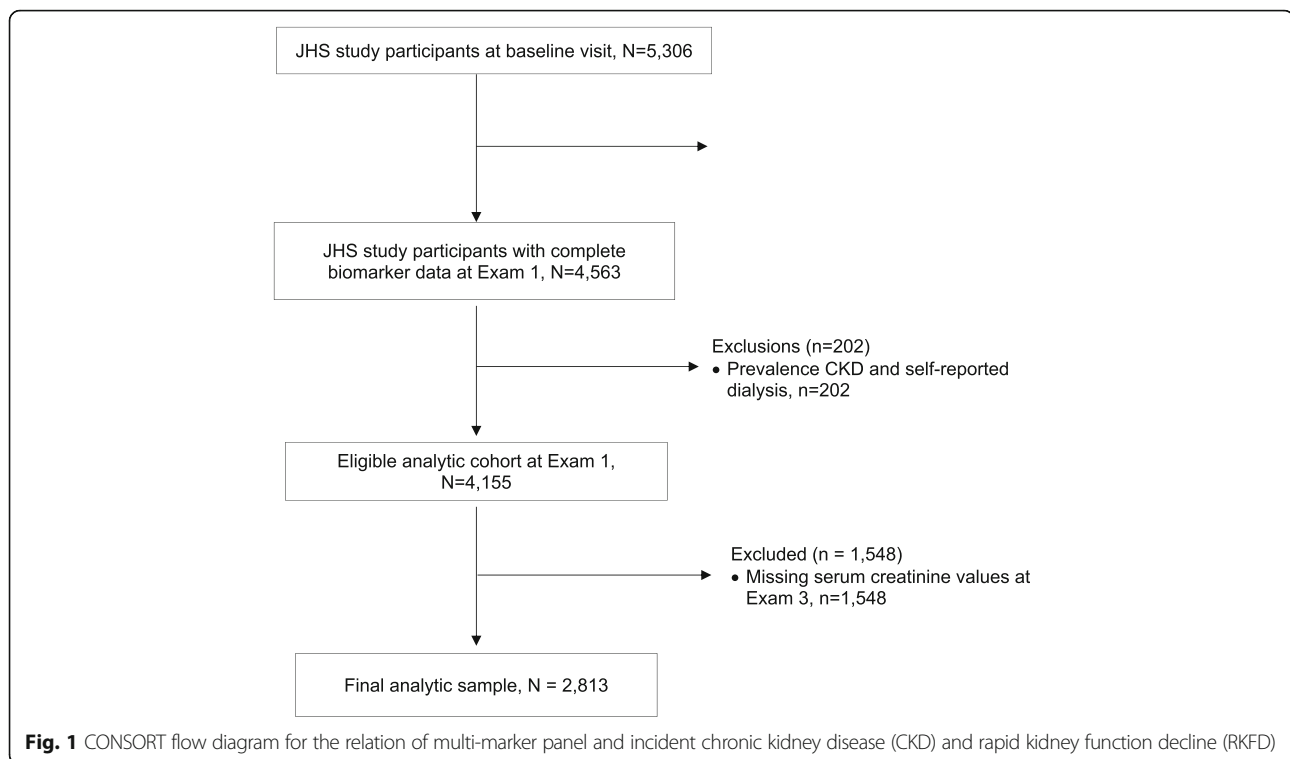 JHS study participants at baseline visit, N=5,306
JHS study participants with complete
biomarker data at Exam 1, N=4,563
Exclusions (n=202)
• Prevalence CKD and self-reported
dialysis, n=202
Eligible analytic cohort at Exam 1,
N=4,155
Excluded (n = 1,548)
• Missing serum creatinine values at
Exam 3, n=1,548
Final analytic sample, N = 2,813
Fig. 1 CONSORT flow diagram for the relation of multi-marker panel and incident chronic kidney disease (CKD) and rapid kidney function decline (RKFD)